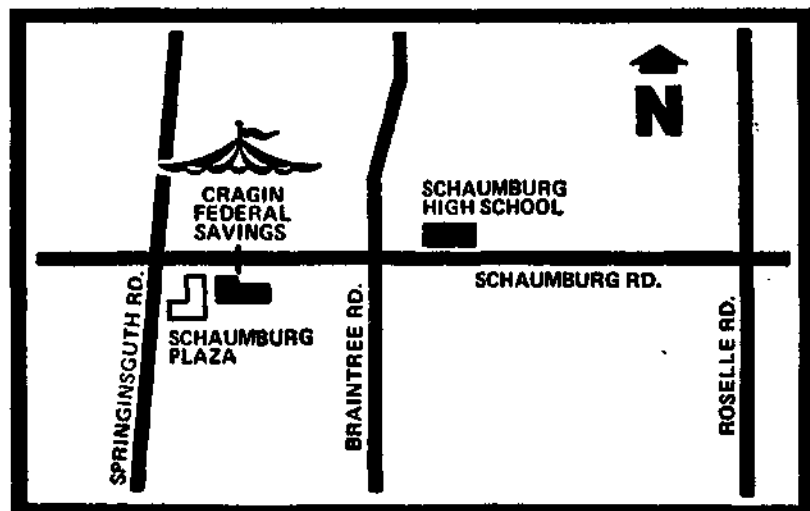 N
CRAGIN
FEDERAL
SAVINGS
SCHAUMBURG
HIGH SCHOOL
SCHAUMBURG RD.
SCHAUMBURG
PLAZA
SPRINGINSGUTH RD.
BRAINTREE RD.
ROSELLE RD.